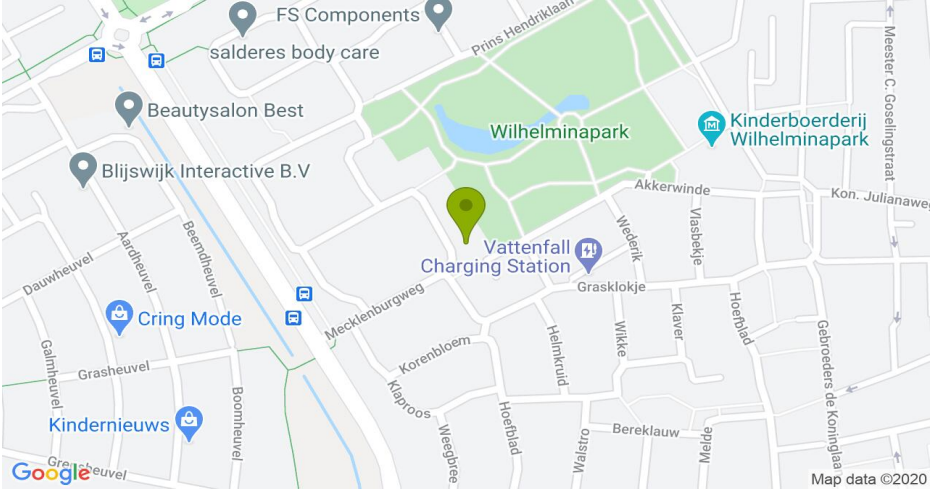 FS Components
salderes body care
Prins Hendriklaan
Meester C. Goselingstraat
Beautysalon Best
Wilhelminapark
Kinderboerderij
Wilhelminapark
Blijswijk Interactive B.V
Akkerwinde
Kon. Julianaweg
Vlasbekje
Wederik
Beemdheuvel
Aardheuvel
Dauwheuvel
Vattenfall
Charging Station
Grasklokje
Mecklenburgweg
Cring Mode
Korenbloem
Helmkruid
Wikke
Klaver
Hoefblad
Gebroeders de Koninglaa
Galmheuvel
Grasheuvel
Boomheuvel
Klaproos
Weegbree
Hoefblad
Walstro
Bereklauw
Melde
Kindernieuws
Google
Map data ©2020